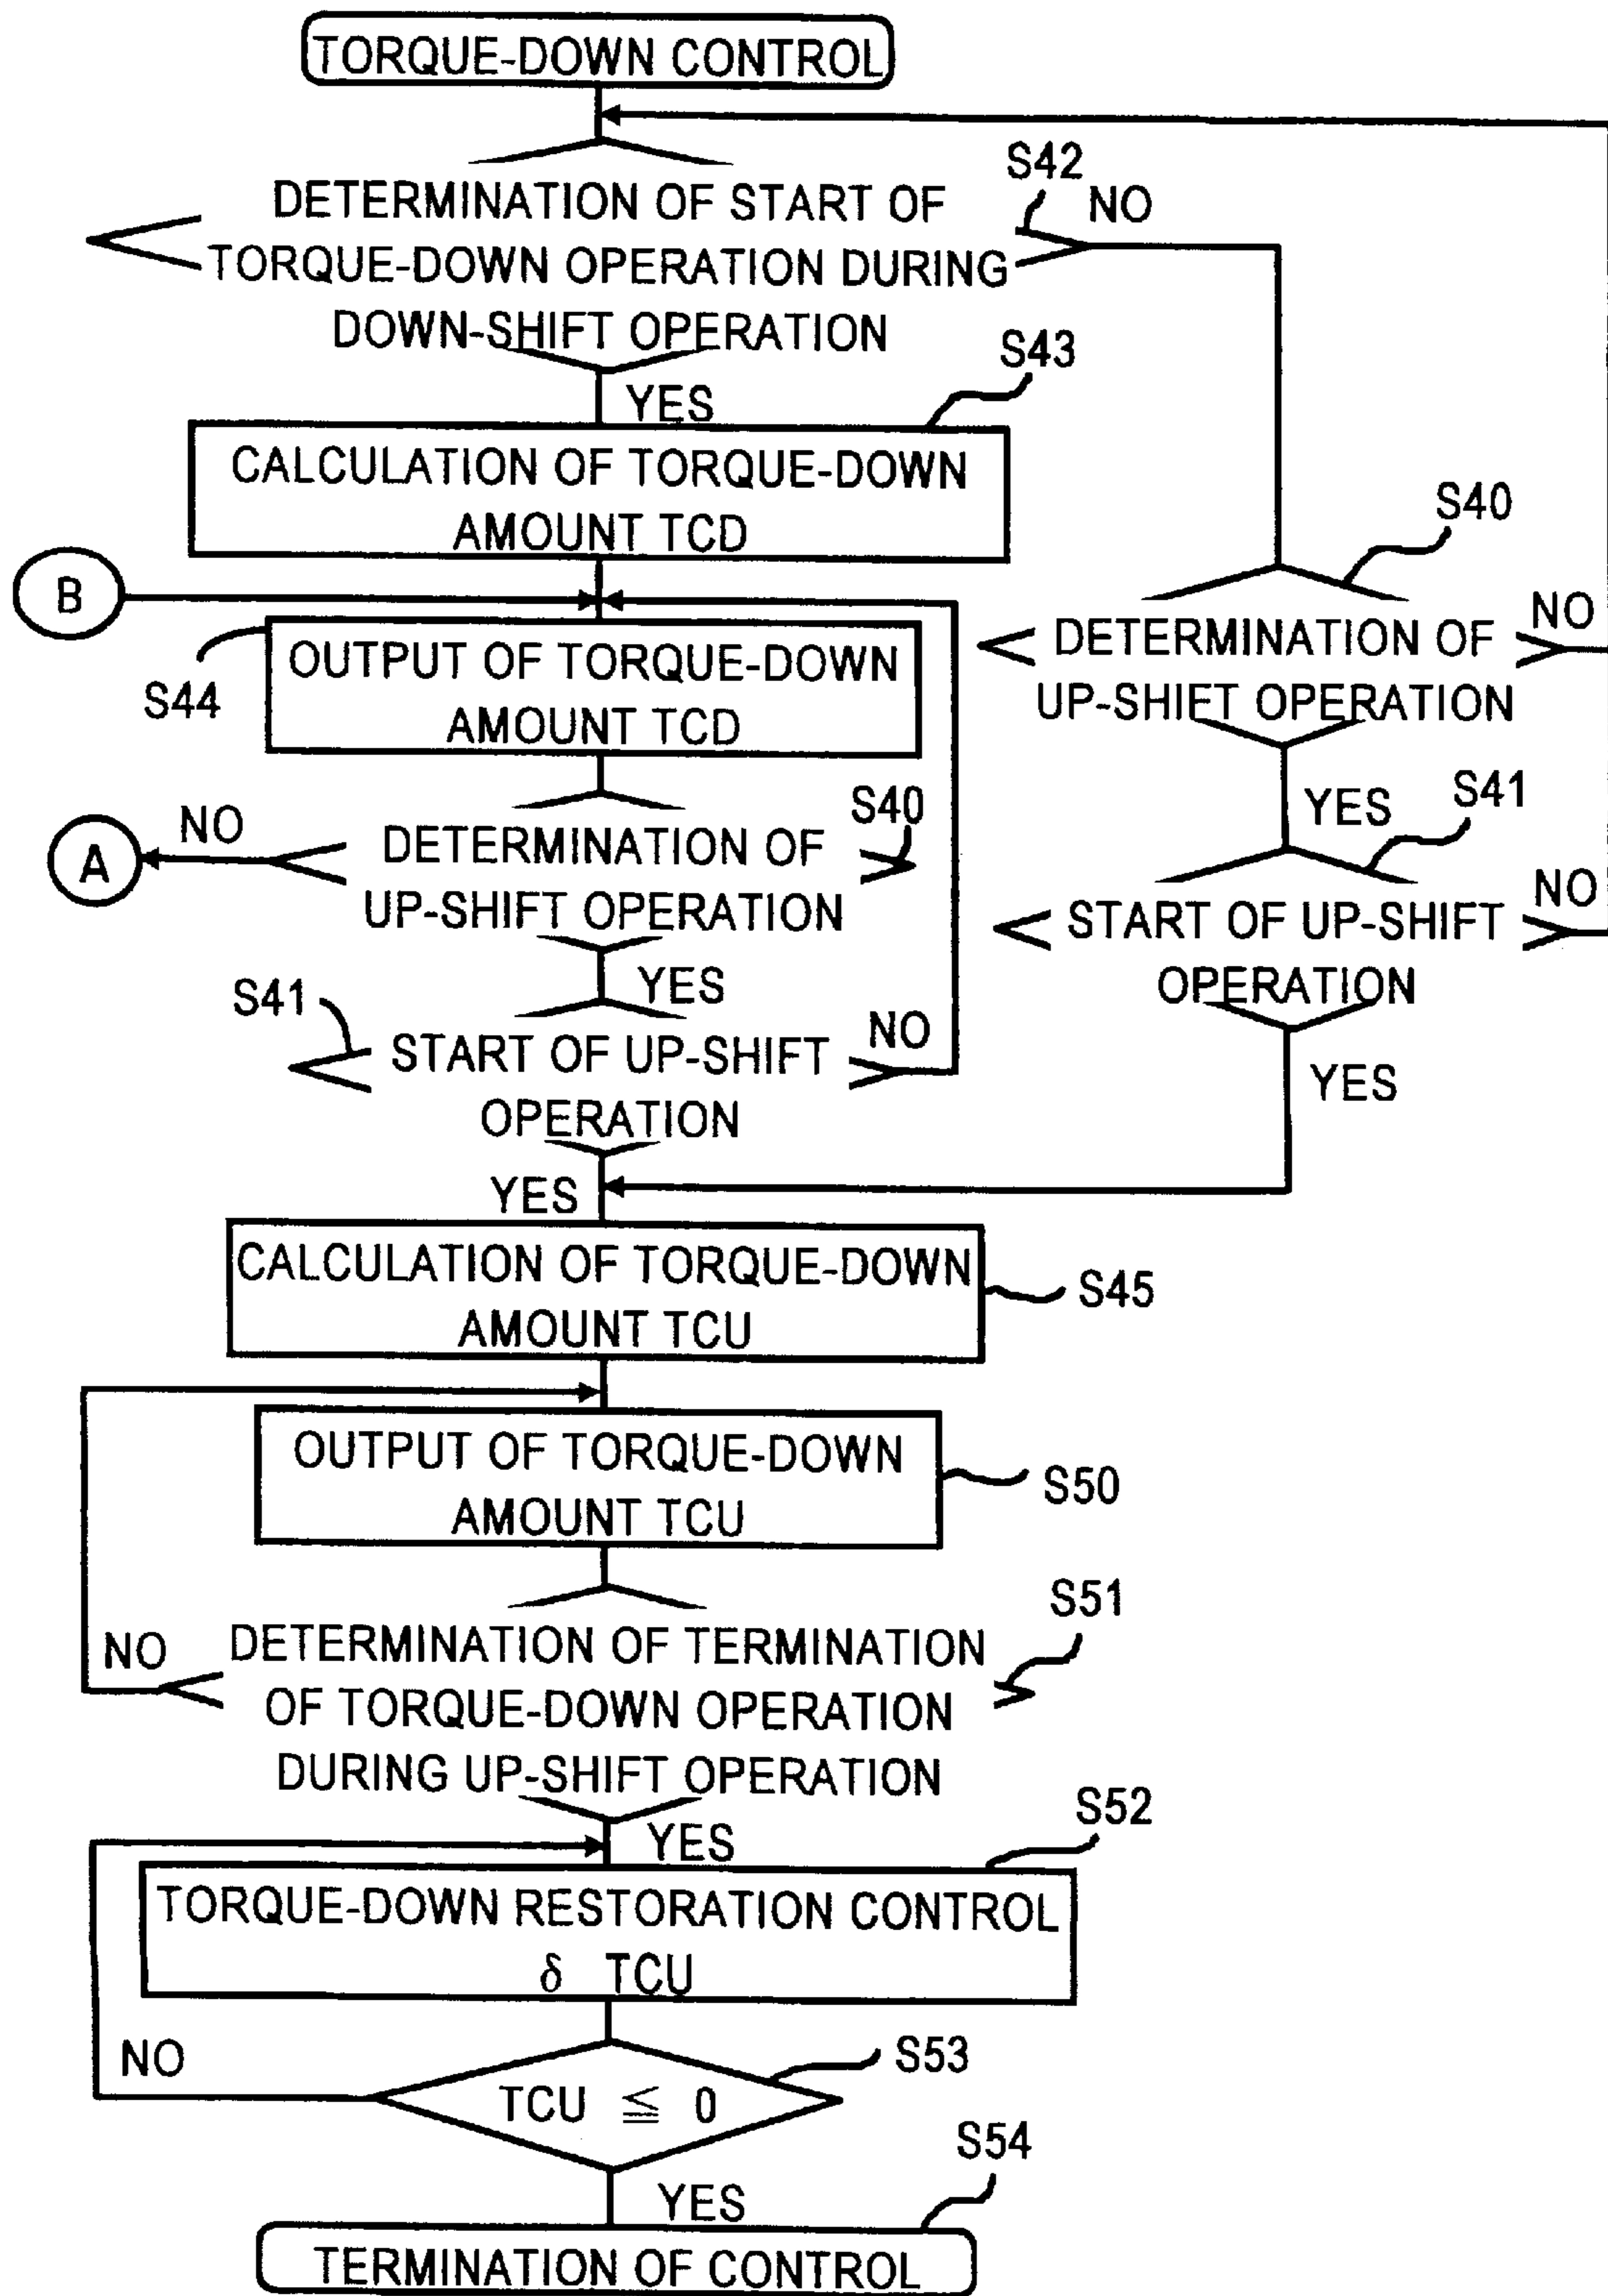 TORQUE-DOWN CONTROL
S42
DETERMINATION OF START OF
NO
TORQUE-DOWN OPERATION DURING
DOWN-SHIFT OPERATION
S43
YES
CALCULATION OF TORQUE-DOWN
AMOUNT TCD
S40
B
DETERMINATION OF
NO
UP-SHIFT OPERATION
OUTPUT OF TORQUE-DOWN
AMOUNT TCD
S44
YES
S41
NO
A
DETERMINATION OF
S40
UP-SHIFT OPERATION
START OF UP-SHIFT
NO
OPERATION
YES
S41
START OF UP-SHIFT
NO
OPERATION
YES
YES
CALCULATION OF TORQUE-DOWN
AMOUNT TCU
S45
OUTPUT OF TORQUE-DOWN
AMOUNT TCU
S50
S51
NO
DETERMINATION OF TERMINATION
OF TORQUE-DOWN OPERATION
DURING UP-SHIFT OPERATION
S52
YES
TORQUE-DOWN RESTORATION CONTROL
δ TCU
NO
S53
TCU ≦ 0
S54
YES
TERMINATION OF CONTROL